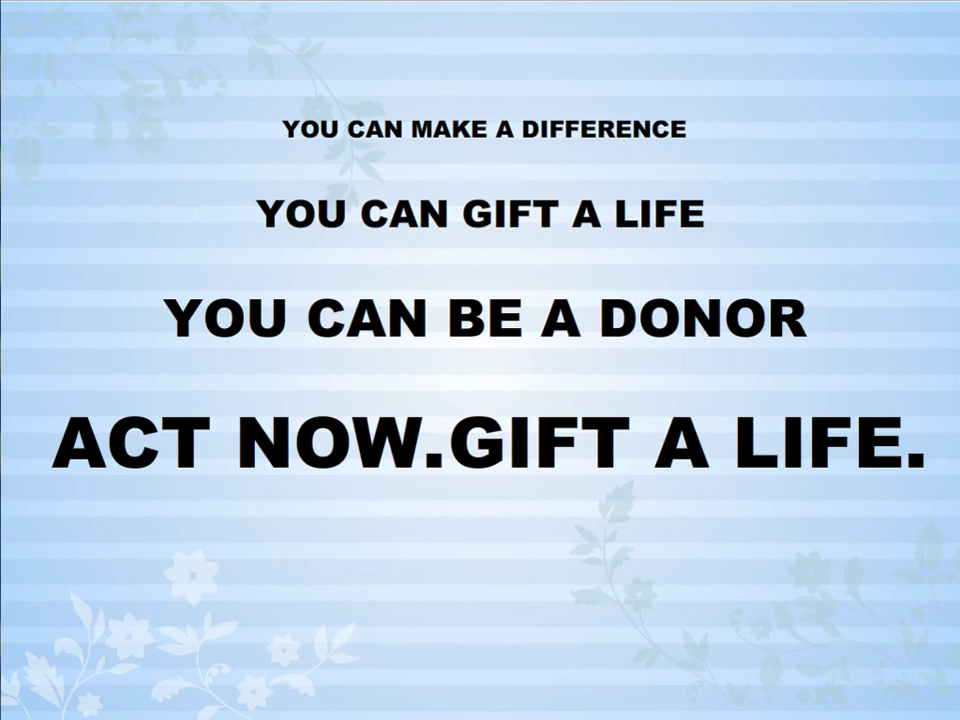 YOU CAN MAKE A DIFFERENCE
YOU CAN GIFT A LIFE
YOU CAN BE A DONOR
ACT NOW.GIFT A LIFE.